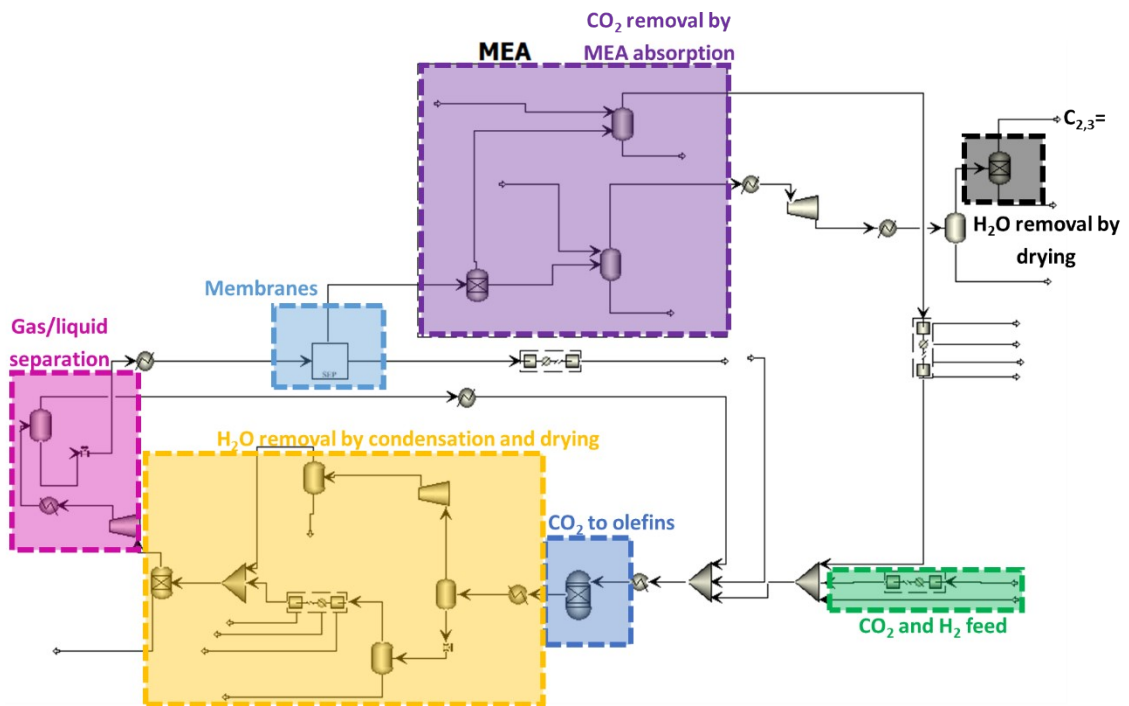 CO₂ removal by
MEA absorption
MEA
C₂,₃=
H₂O removal by
drying
Membranes
SEP
Gas/liquid
separation
H₂O removal by condensation and drying
CO₂ to olefins
CO₂ and H₂ feed